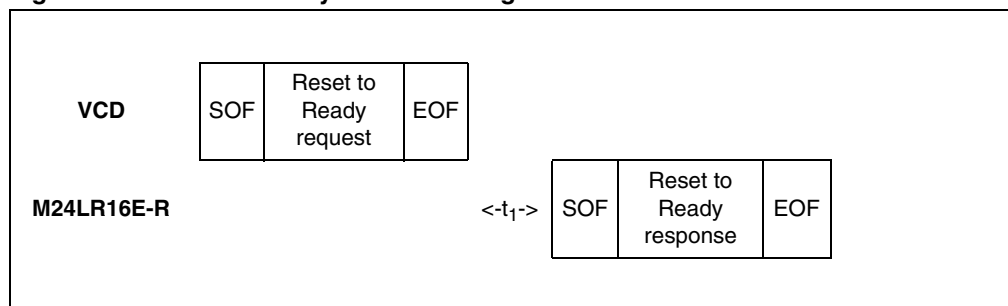 VCD
SOF
Reset to
Ready
request
EOF
M24LR16E-R
<-t₁->
SOF
Reset to
Ready
response
EOF